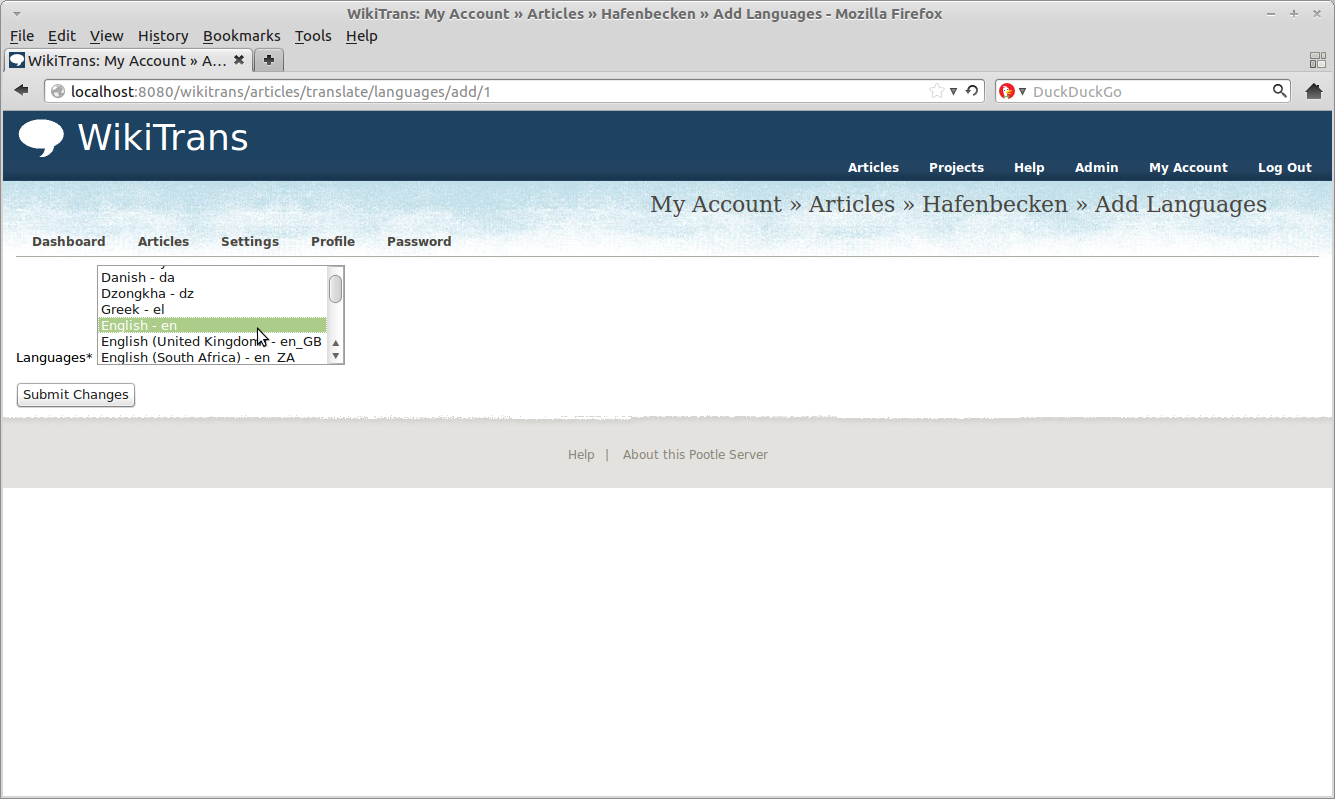 WikiTrans: My Account » Articles » Hafenbecken » Add Languages - Mozilla Firefox
File Edit View History Bookmarks Tools Help
WikiTrans: My Account » A...
localhost:8080/wikitrans/articles/translate/languages/add/1
DuckDuckGo
WikiTrans
Articles Projects Help Admin My Account Log Out
My Account » Articles » Hafenbecken » Add Languages
Dashboard Articles Settings Profile Password
Danish - da
Dzongkha - dz
Greek - el
English - en
English (United Kingdom) - en_GB
Languages* English (South Africa) - en_ZA
Submit Changes
Help | About this Pootle Server